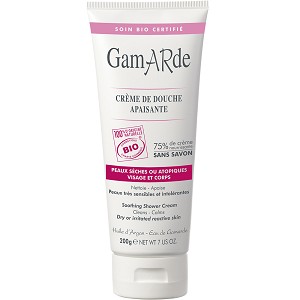 SOIN BIO CERTIFIÉ
GamARde
CRÈME DE DOUCHE
APAISANTE
100%
BIO
75% de crème
SANS SAVON
PEAUX SÈCHES OU ATOPIQUES
VISAGE ET CORPS
Nettoie - Apaise
Peaux très sensibles et intolérantes
Soothing Shower Cream
Cleans - Calms
Dry or irritated reactive skin
Huile d'Argan - Eau de Gamarde
200g e NET WT 7 US OZ.